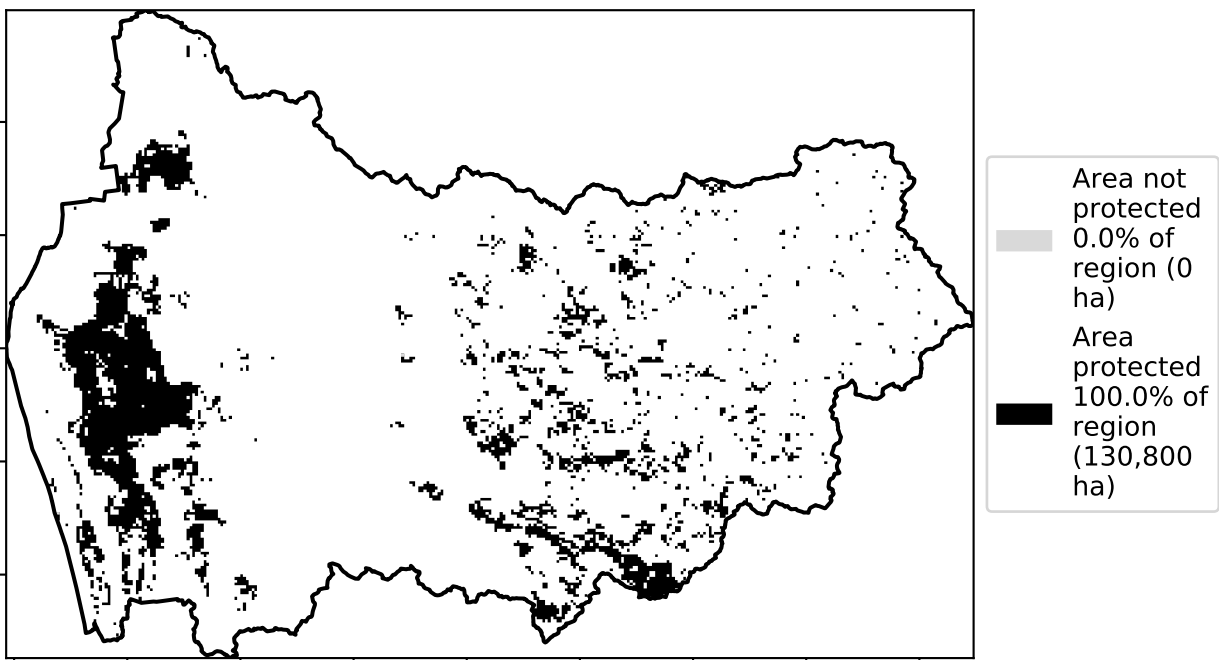 Area not
protected
0.0% of
region (0
ha)
Area
protected
100.0% of
region
(130,800
ha)